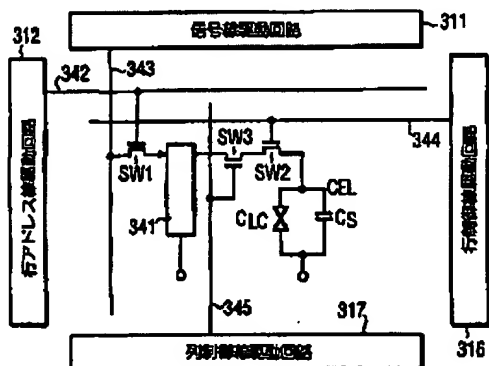 信号線駆動回路
311
312
343
342
行アドレス線駆動回路
344
SW3
SW1
SW2
341
CEL
CLC
CS
345
317
行制御線駆動回路
316
列制御線駆動回路